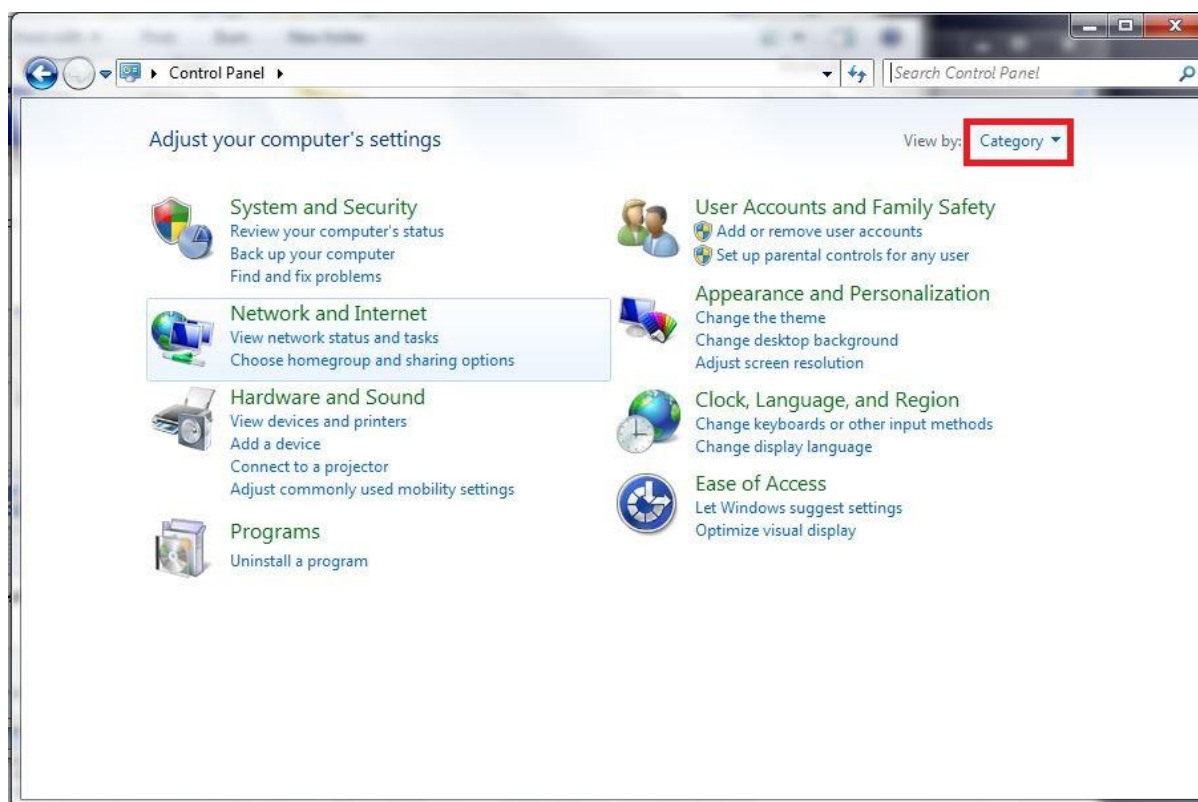 Control Panel
Search Control Panel
Adjust your computer's settings
View by: Category
System and Security
Review your computer's status
Back up your computer
Find and fix problems
Network and Internet
View network status and tasks
Choose homegroup and sharing options
Hardware and Sound
View devices and printers
Add a device
Connect to a projector
Adjust commonly used mobility settings
Programs
Uninstall a program
User Accounts and Family Safety
Add or remove user accounts
Set up parental controls for any user
Appearance and Personalization
Change the theme
Change desktop background
Adjust screen resolution
Clock, Language, and Region
Change keyboards or other input methods
Change display language
Ease of Access
Let Windows suggest settings
Optimize visual display